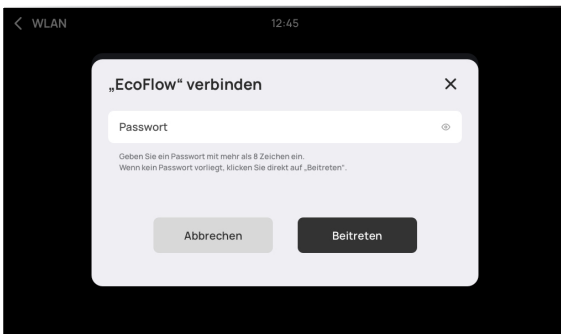 WLAN
12:45
„EcoFlow“ verbinden
Passwort
Geben Sie ein Passwort mit mehr als 8 Zeichen ein.
Wenn kein Passwort vorliegt, klicken Sie direkt auf „Beitreten“.
Abbrechen
Beitreten